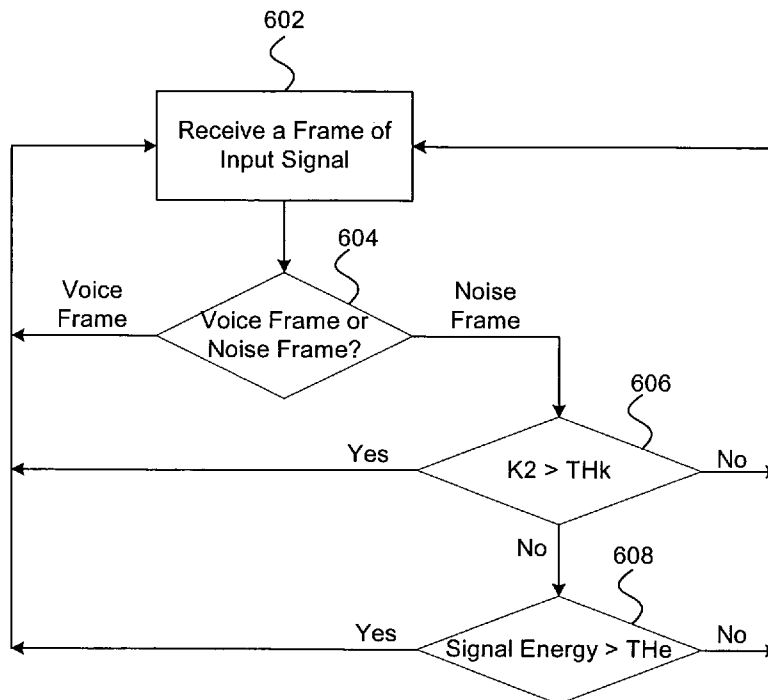 602
Receive a Frame of
Input Signal
604
Voice
Frame
Voice Frame or
Noise Frame?
Noise
Frame
606
Yes
K2 > THk
No
No
608
Yes
Signal Energy > THe
No